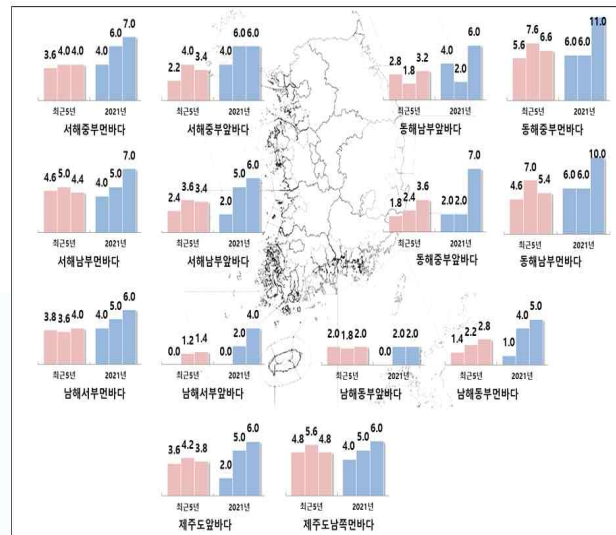 3.6 4.0 4.0 4.0 6.0 7.0
최근5년 2021년
서해중부먼바다
2.2 4.0 3.4 4.0 6.0 6.0
최근5년 2021년
서해중부앞바다
2.8 1.8 3.2 4.0 2.0 6.0
최근5년 2021년
동해남부앞바다
5.6 7.6 6.6 6.0 6.0 11.0
최근5년 2021년
동해중부먼바다
4.6 5.0 4.4 4.0 5.0 7.0
최근5년 2021년
서해남부먼바다
2.4 3.6 3.4 2.0 5.0 6.0
최근5년 2021년
서해남부앞바다
1.8 2.4 3.6 2.0 2.0 7.0
최근5년 2021년
동해중부앞바다
4.6 7.0 5.4 6.0 6.0 10.0
최근5년 2021년
동해남부먼바다
3.8 3.6 4.0 4.0 5.0 6.0
최근5년 2021년
남해서부먼바다
0.0 1.2 1.4 0.0 2.0 4.0
최근5년 2021년
남해서부앞바다
2.0 1.8 2.0 0.0 2.0 2.0
최근5년 2021년
남해동부앞바다
1.4 2.2 2.8 1.0 4.0 5.0
최근5년 2021년
남해동부먼바다
3.6 4.2 3.8 2.0 5.0 6.0
최근5년 2021년
제주도앞바다
4.8 5.6 4.8 4.0 5.0 6.0
최근5년 2021년
제주도남쪽먼바다